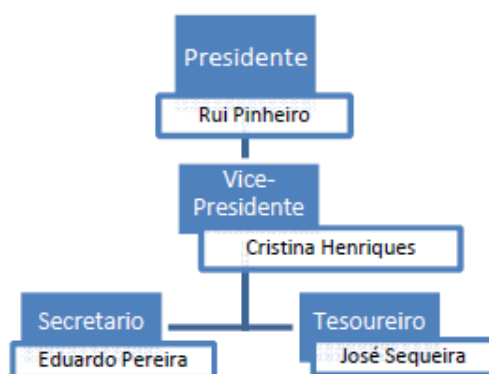 Presidente
Rui Pinheiro
Vice-
Presidente
Cristina Henriques
Secretario
Eduardo Pereira
Tesoureiro
José Sequeira